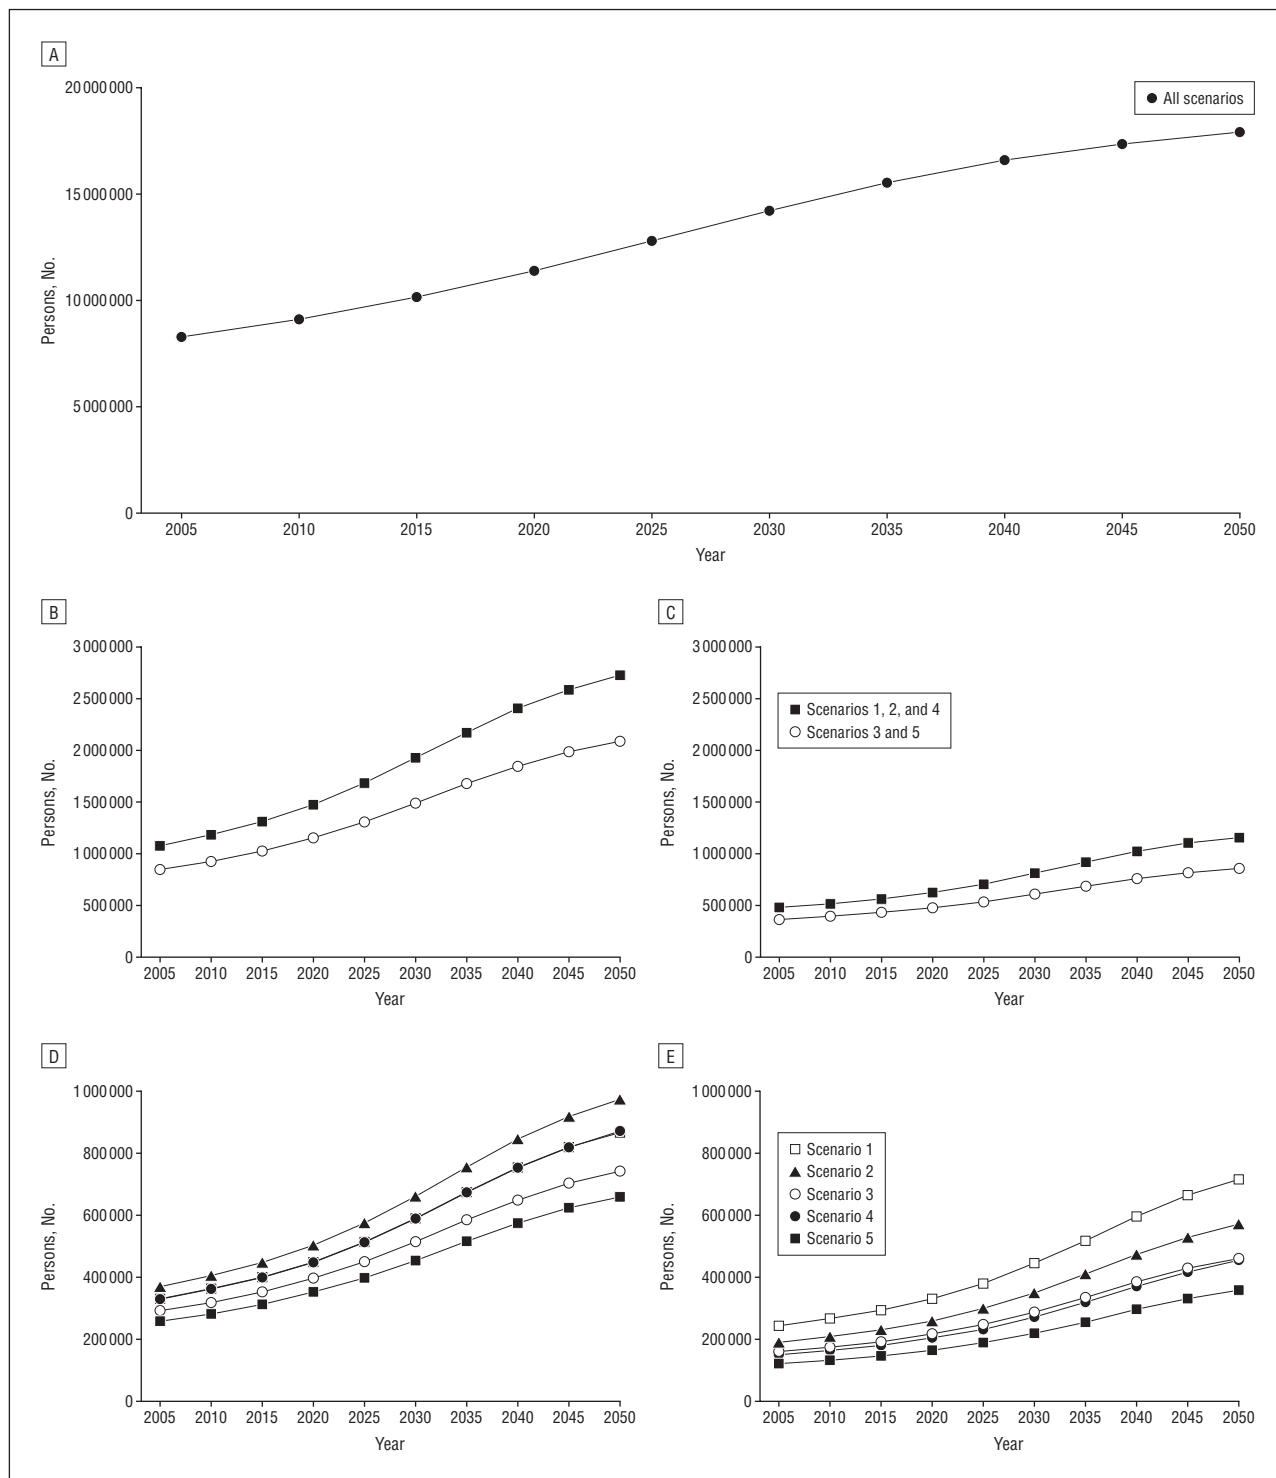 A
20 000 000
15 000 000
10 000 000
5 000 000
0
Persons, No.
All scenarios
2005 2010 2015 2020 2025 2030 2035 2040 2045 2050
Year
B
3 000 000
2 500 000
2 000 000
1 500 000
1 000 000
500 000
0
Persons, No.
2005 2010 2015 2020 2025 2030 2035 2040 2045 2050
Year
C
3 000 000
2 500 000
2 000 000
1 500 000
1 000 000
500 000
0
Persons, No.
Scenarios 1, 2, and 4
Scenarios 3 and 5
2005 2010 2015 2020 2025 2030 2035 2040 2045 2050
Year
D
1 000 000
800 000
600 000
400 000
200 000
0
Persons, No.
2005 2010 2015 2020 2025 2030 2035 2040 2045 2050
Year
E
1 000 000
800 000
600 000
400 000
200 000
0
Persons, No.
Scenario 1
Scenario 2
Scenario 3
Scenario 4
Scenario 5
2005 2010 2015 2020 2025 2030 2035 2040 2045 2050
Year